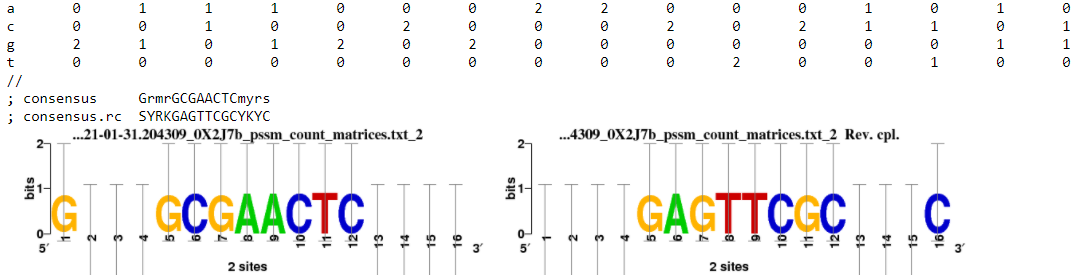 a 0 1 1 1 0 0 0 2 2 0 0 0 1 0 1 0
c 0 0 1 0 0 2 0 0 0 2 0 2 1 1 0 1
g 2 1 0 1 2 0 2 0 0 0 0 0 0 0 1 1
t 0 0 0 0 0 0 0 0 0 0 2 0 0 1 0 0
//
; consensus GrmrGCGAACTCmyrs
; consensus.rc SYRKGAGTTCGCYKYC
...21-01-31.204309_0X2J7b_pssm_count_matrices.txt_2
2
bits
1
0
G GCGAACTC
5′ 1 2 3 4 5 6 7 8 9 10 11 12 13 14 15 16 3′
2 sites
...4309_0X2J7b_pssm_count_matrices.txt_2 Rev. cpl.
2
bits
1
0
GAGTTCGC C
5′ 1 2 3 4 5 6 7 8 9 10 11 12 13 14 15 16 3′
2 sites